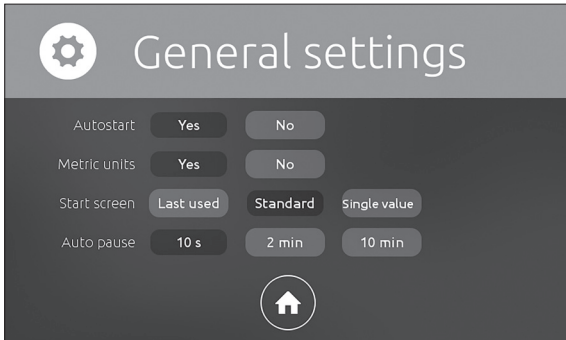 General settings
Autostart Yes No
Metric units Yes No
Start screen Last used Standard Single value
Auto pause 10 s 2 min 10 min